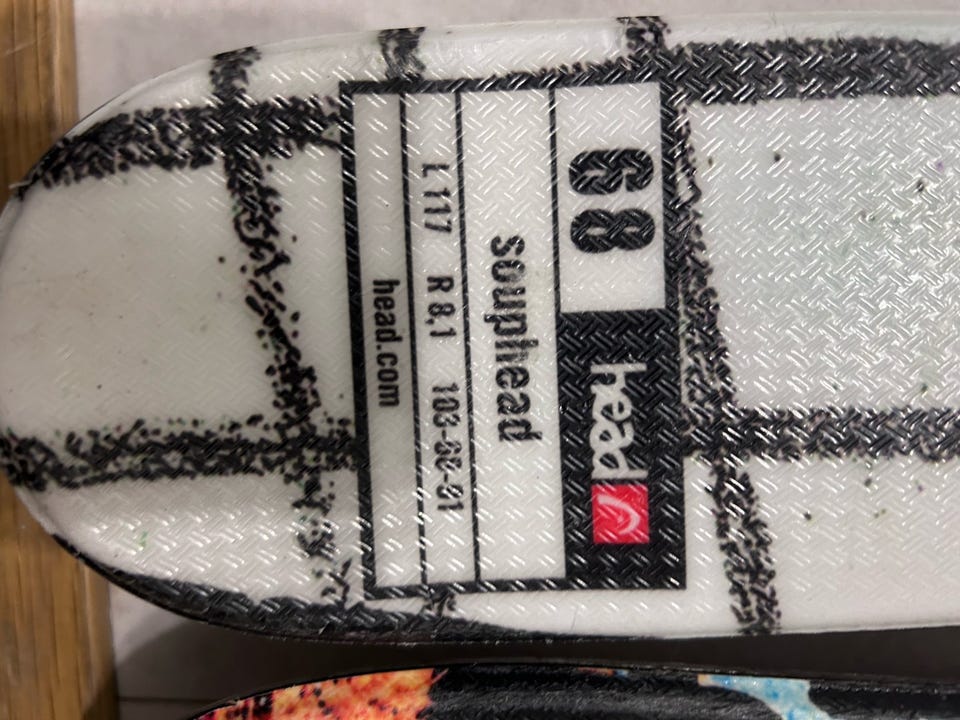 68 head
souphead
L 117 R 8,1 103-68-91
head.com